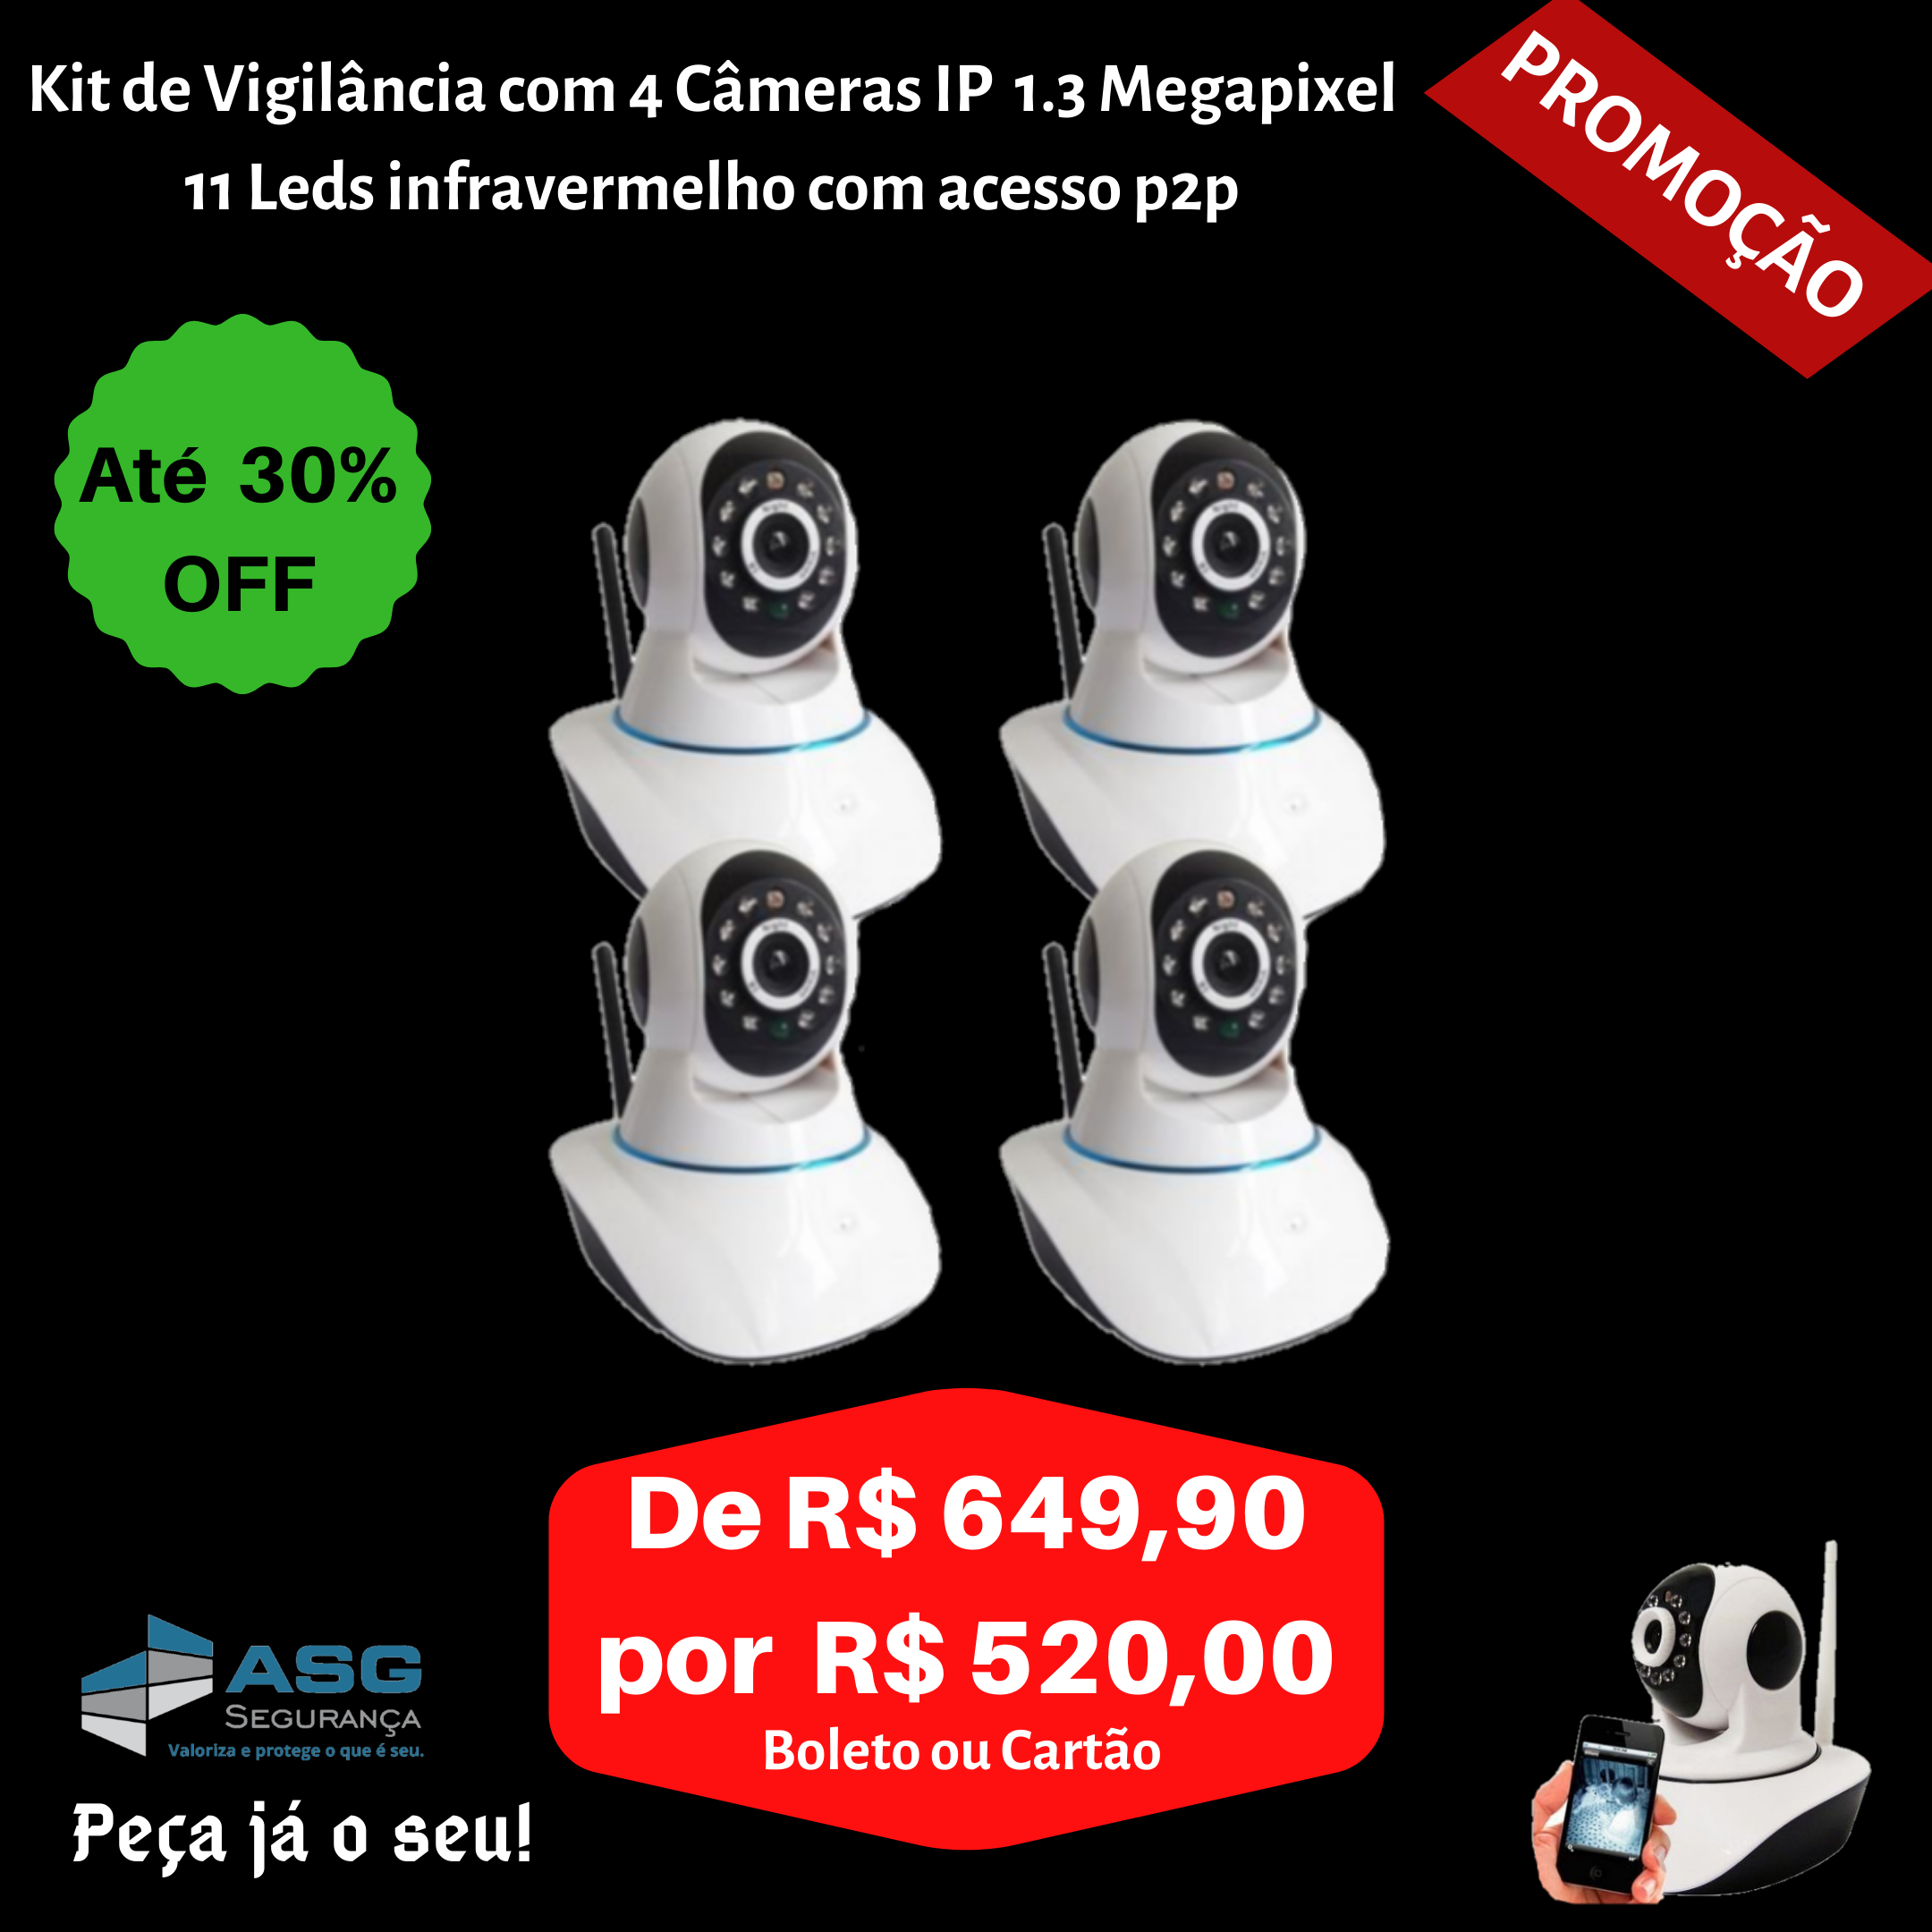 Kit de Vigilância com 4 Câmeras IP 1.3 Megapixel
11 Leds infravermelho com acesso p2p
PROMOÇÃO
Até 30%
OFF
De R$ 649,90
por R$ 520,00
Boleto ou Cartão
ASG
SEGURANÇA
Valoriza e protege o que é seu.
Peça já o seu!